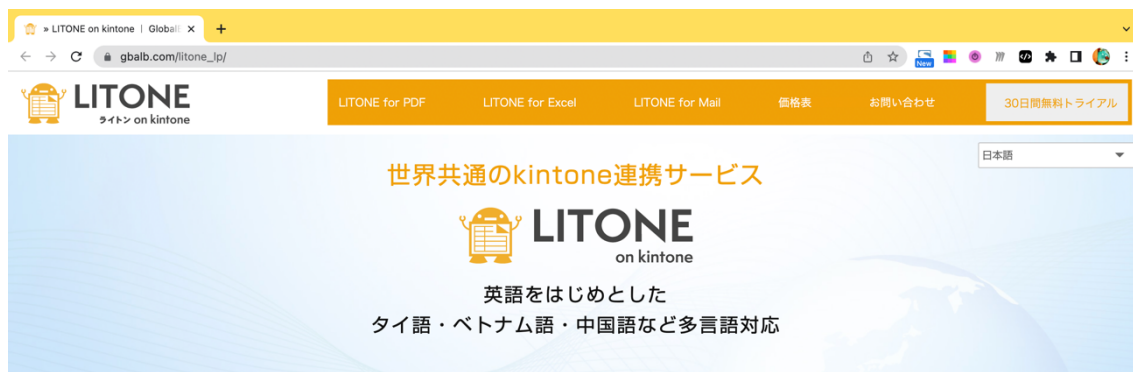 » LITONE on kintone | Globall
gbalb.com/litone_lp/
New
LITONE
ライトン on kintone
LITONE for PDF
LITONE for Excel
LITONE for Mail
価格表
お問い合わせ
30日間無料トライアル
日本語
世界共通のkintone連携サービス
LITONE
on kintone
英語をはじめとした
タイ語・ベトナム語・中国語など多言語対応